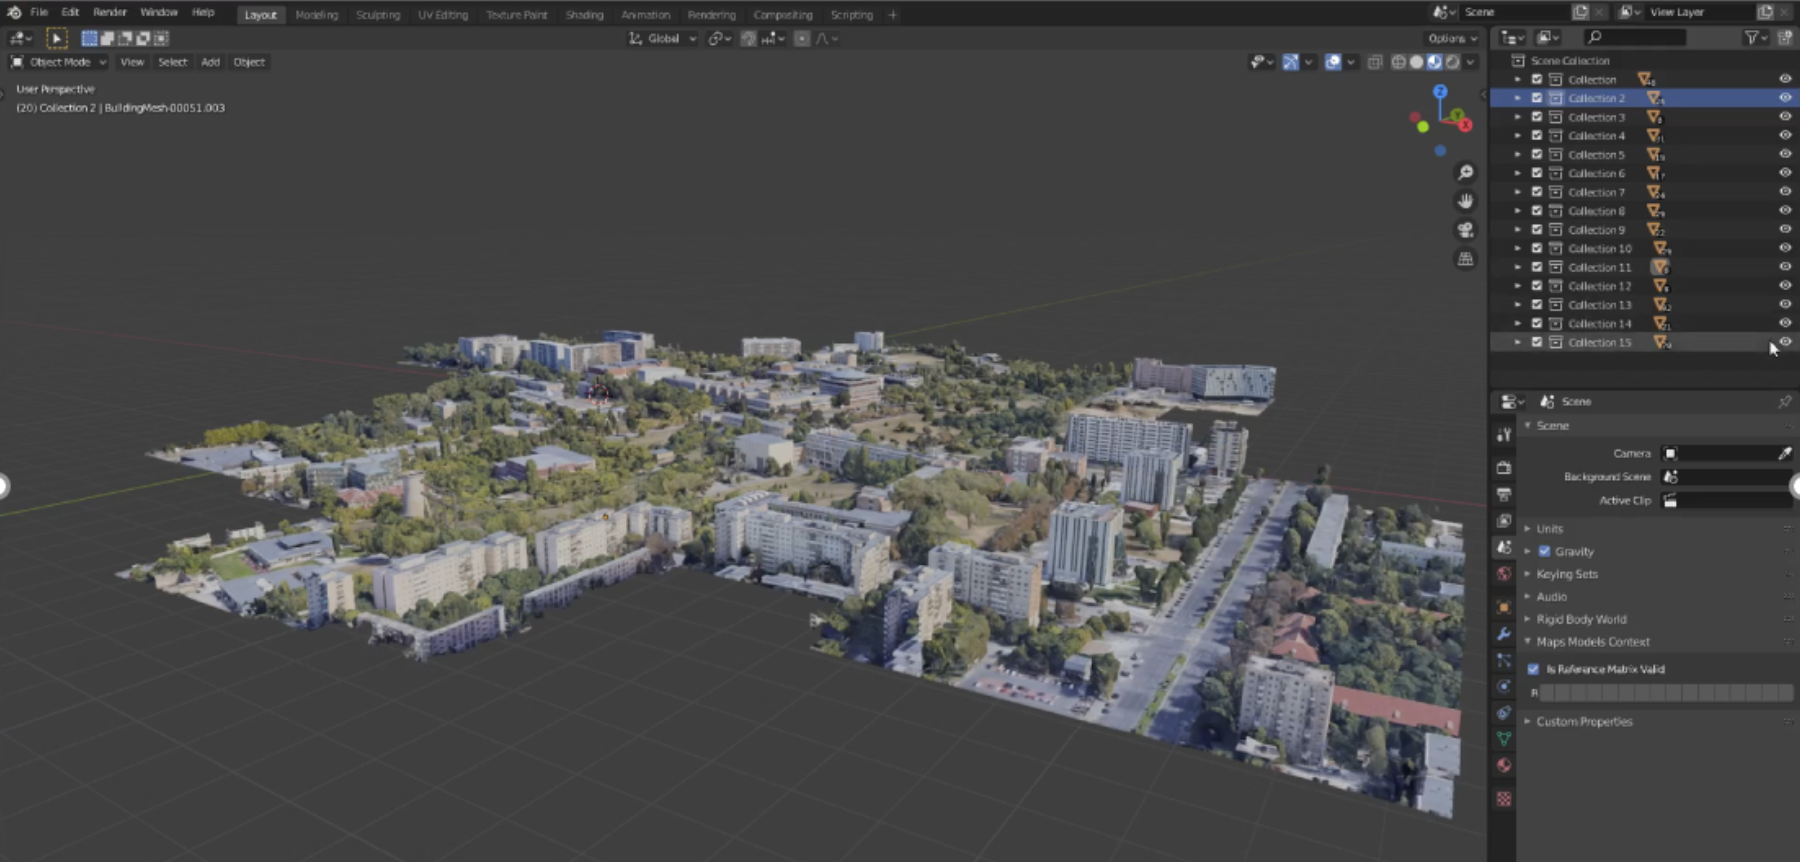 File Edit Render Window Help Layout Modeling Sculpting UV Editing Texture Paint Shading Animation Rendering Compositing Scripting + Scene View Layer
Global Options
Object Mode View Select Add Object
User Perspective
(20) Collection 2 | BuildingMesh-00051.003
Z
Y
X
Scene Collection
Collection
Collection 2
Collection 3
Collection 4
Collection 5
Collection 6
Collection 7
Collection 8
Collection 9
Collection 10
Collection 11
Collection 12
Collection 13
Collection 14
Collection 15
Scene
Scene
Camera
Background Scene
Active Clip
Units
Gravity
Keying Sets
Audio
Rigid Body World
Maps Models Context
Is Reference Matrix Valid
R
Custom Properties